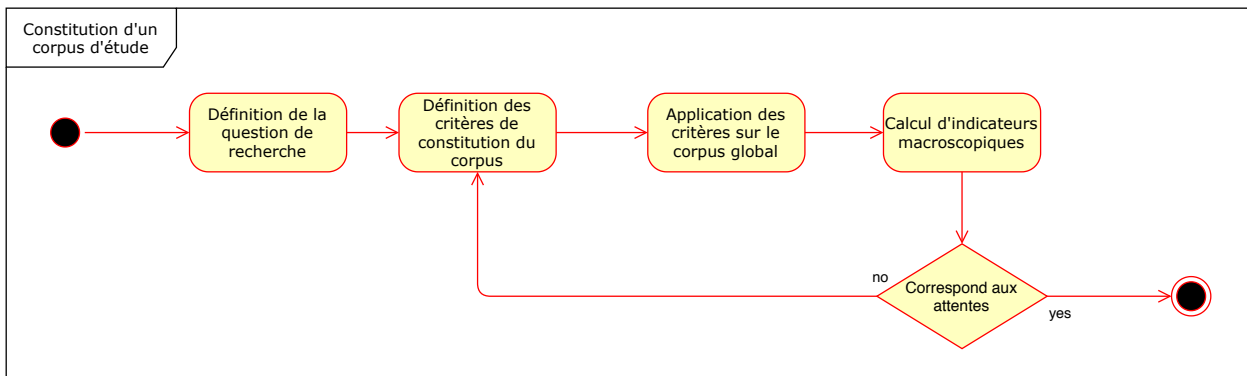 Constitution d'un
corpus d'étude
Définition de la
question de
recherche
Définition des
critères de
constitution du
corpus
Application des
critères sur le
corpus global
Calcul d'indicateurs
macroscopiques
no
Correspond aux
attentes
yes